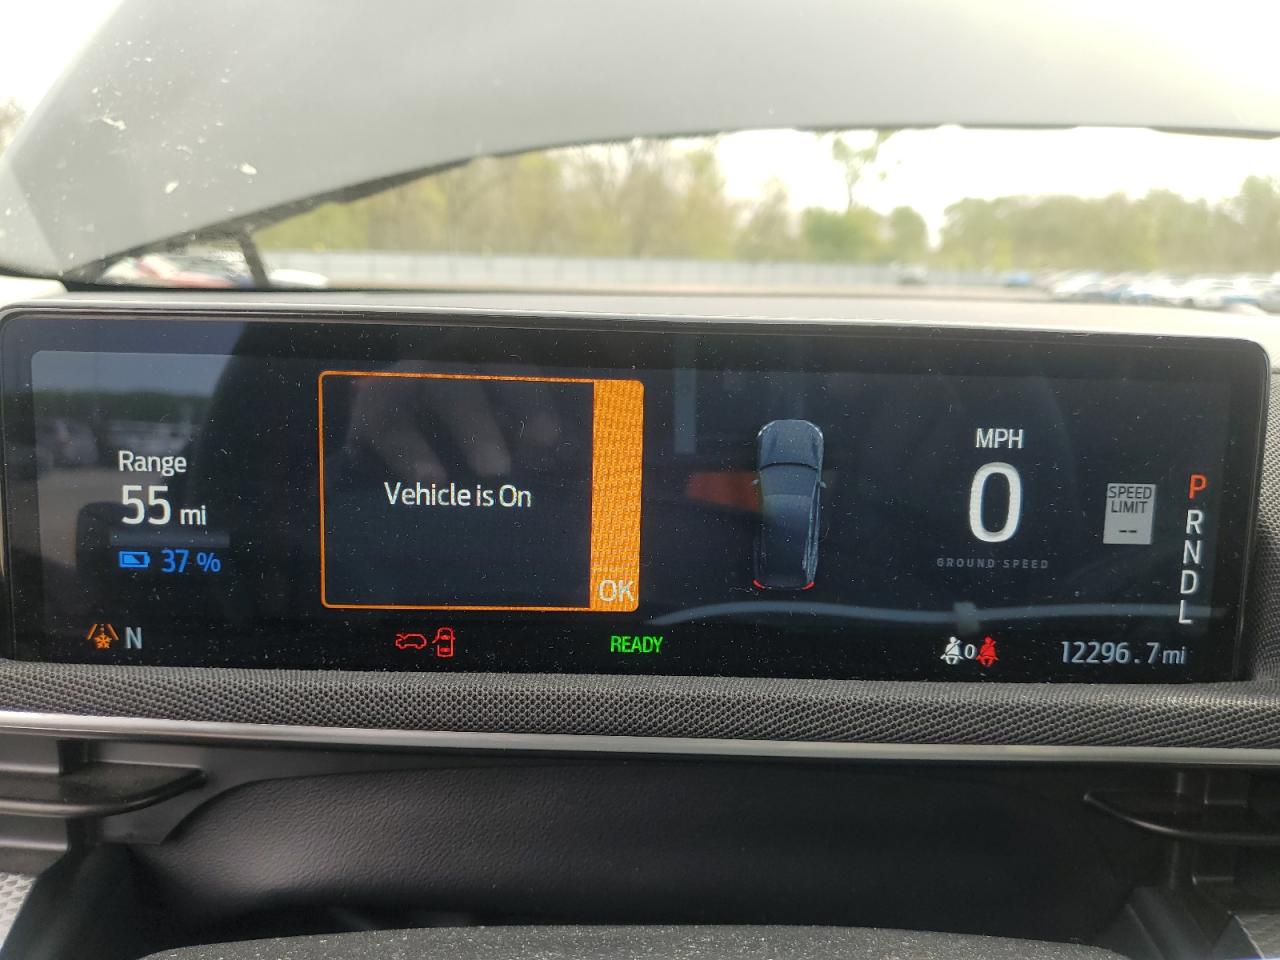 Range
55 mi
37 %
N
Vehicle is On
OK
READY
MPH
0
GROUND SPEED
SPEED
LIMIT
--
P
R
N
D
L
0
12296.7 mi